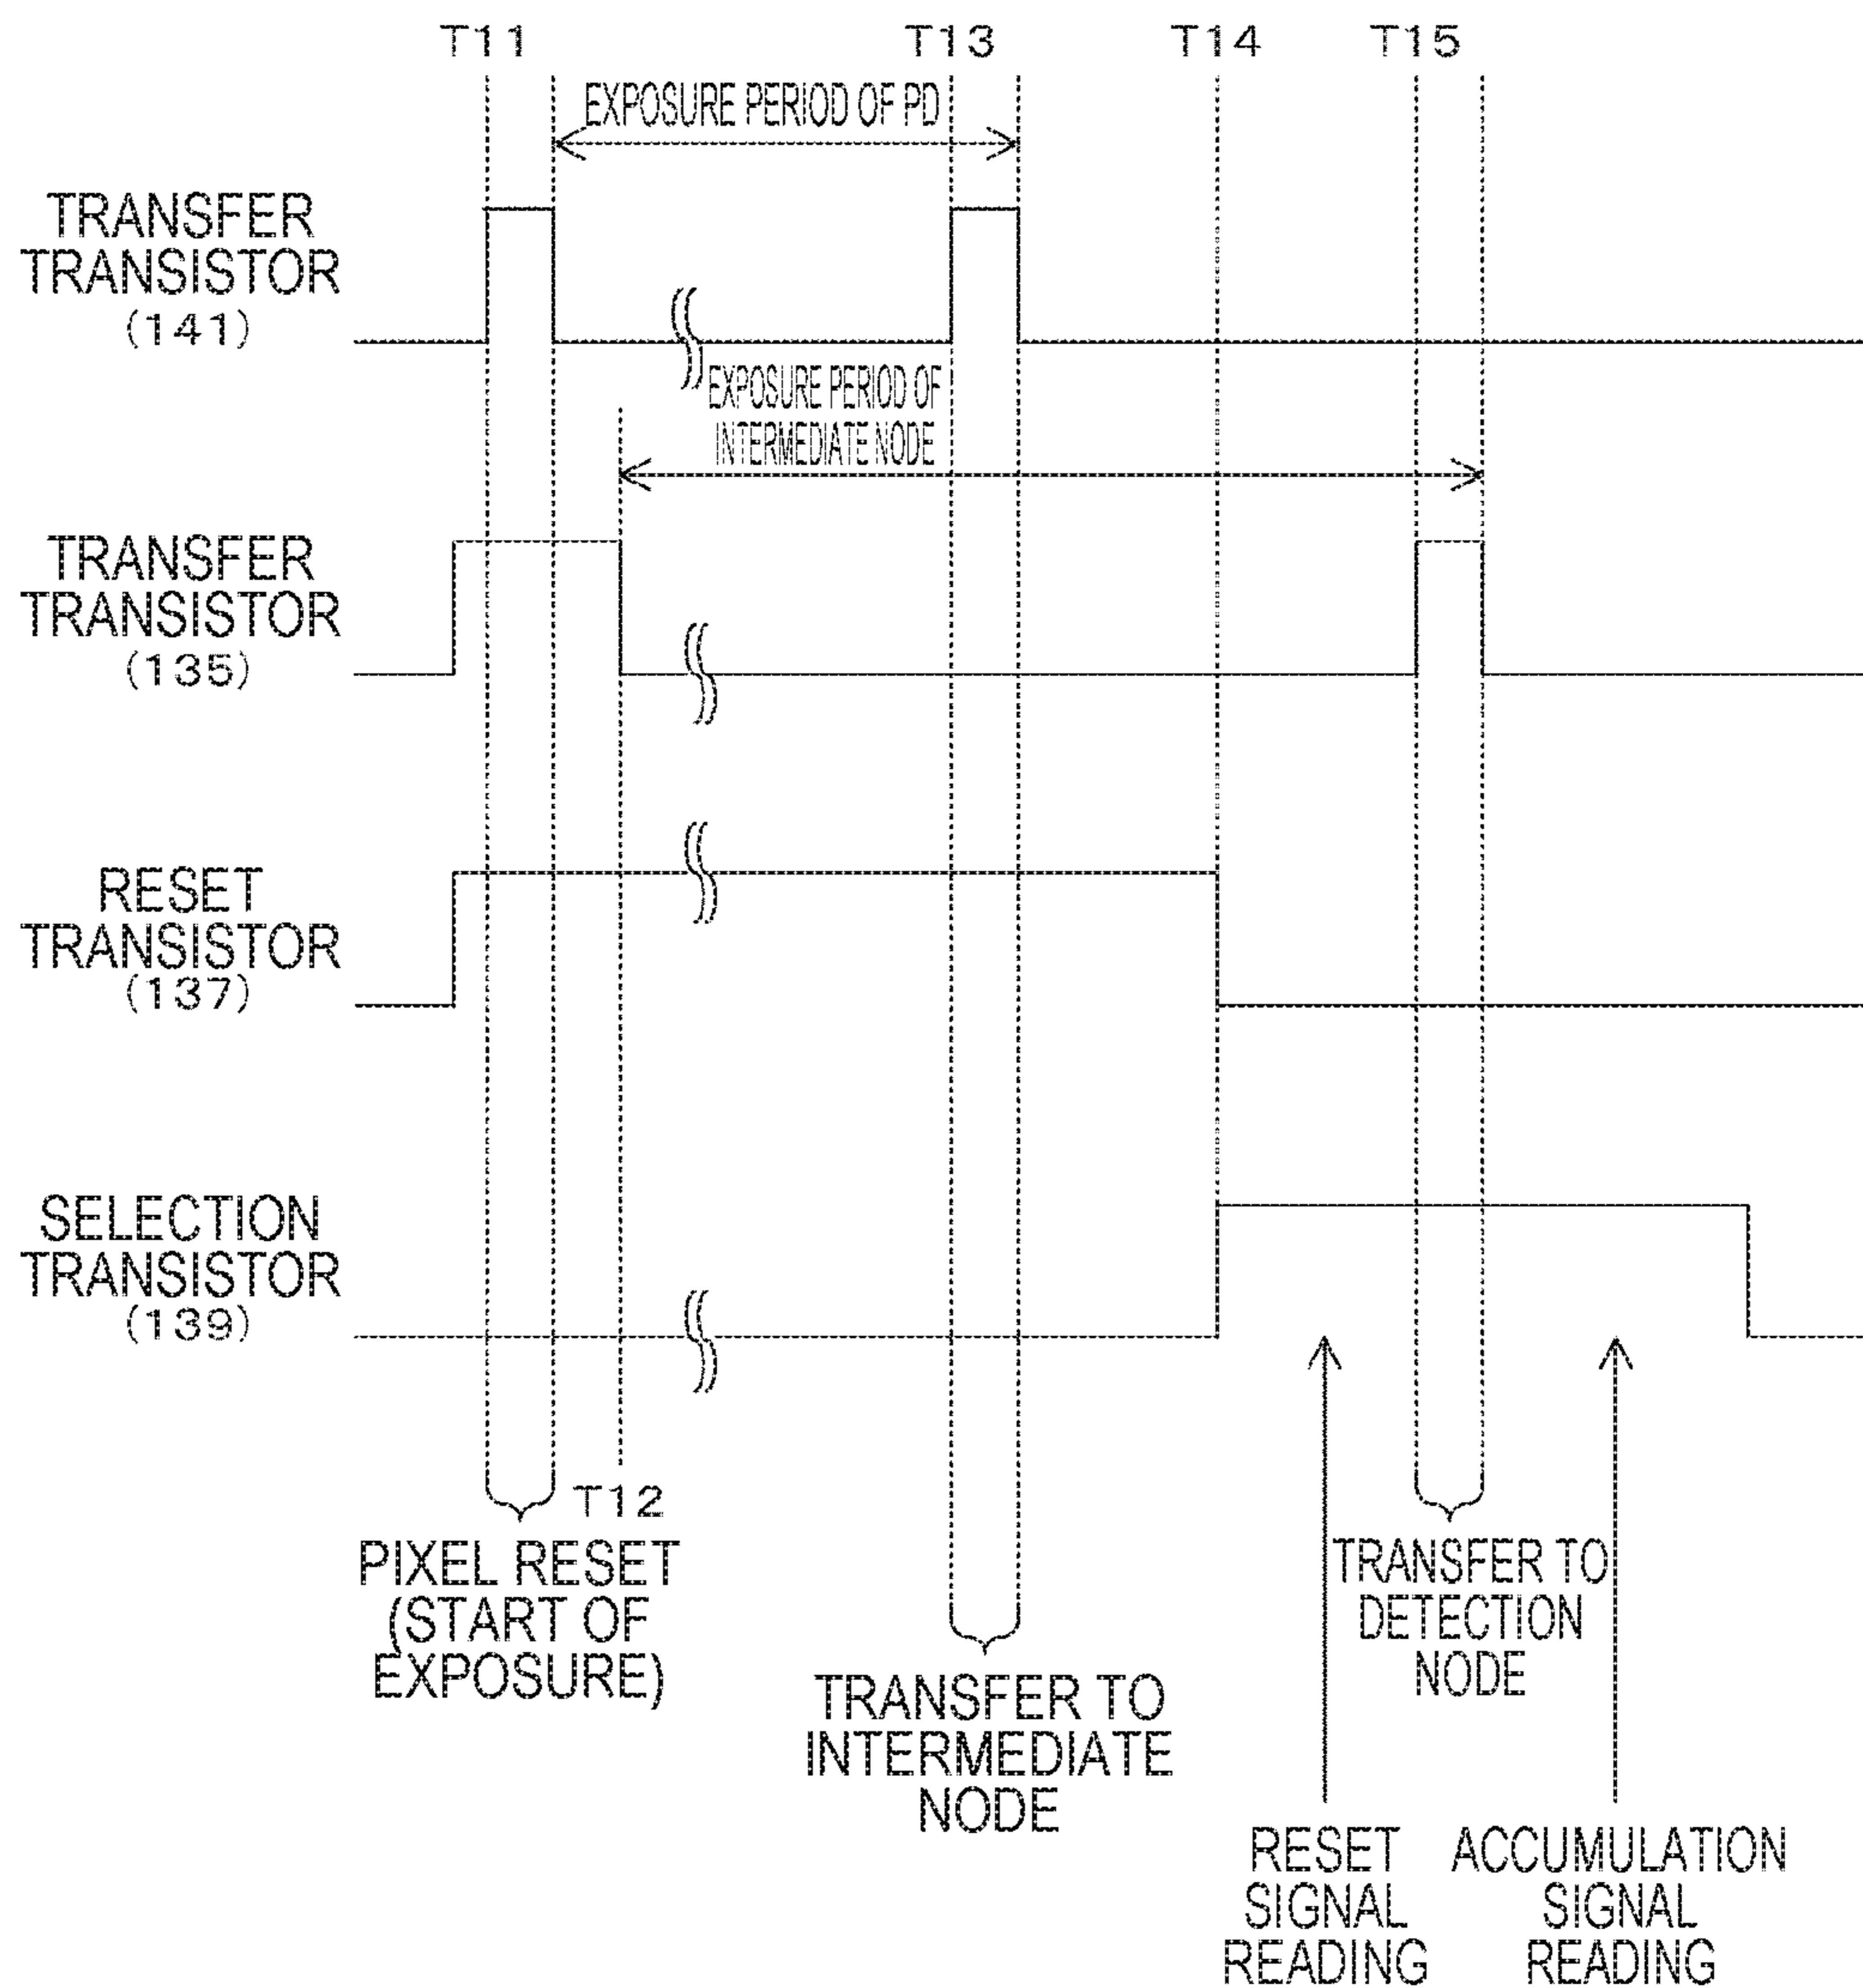 T11
T13
T14
T15
EXPOSURE PERIOD OF PD
TRANSFER
TRANSISTOR
(141)
EXPOSURE PERIOD OF
INTERMEDIATE NODE
TRANSFER
TRANSISTOR
(135)
RESET
TRANSISTOR
(137)
SELECTION
TRANSISTOR
(139)
T12
PIXEL RESET
(START OF
EXPOSURE)
TRANSFER TO
INTERMEDIATE
NODE
TRANSFER TO
DETECTION
NODE
RESET
SIGNAL
READING
ACCUMULATION
SIGNAL
READING